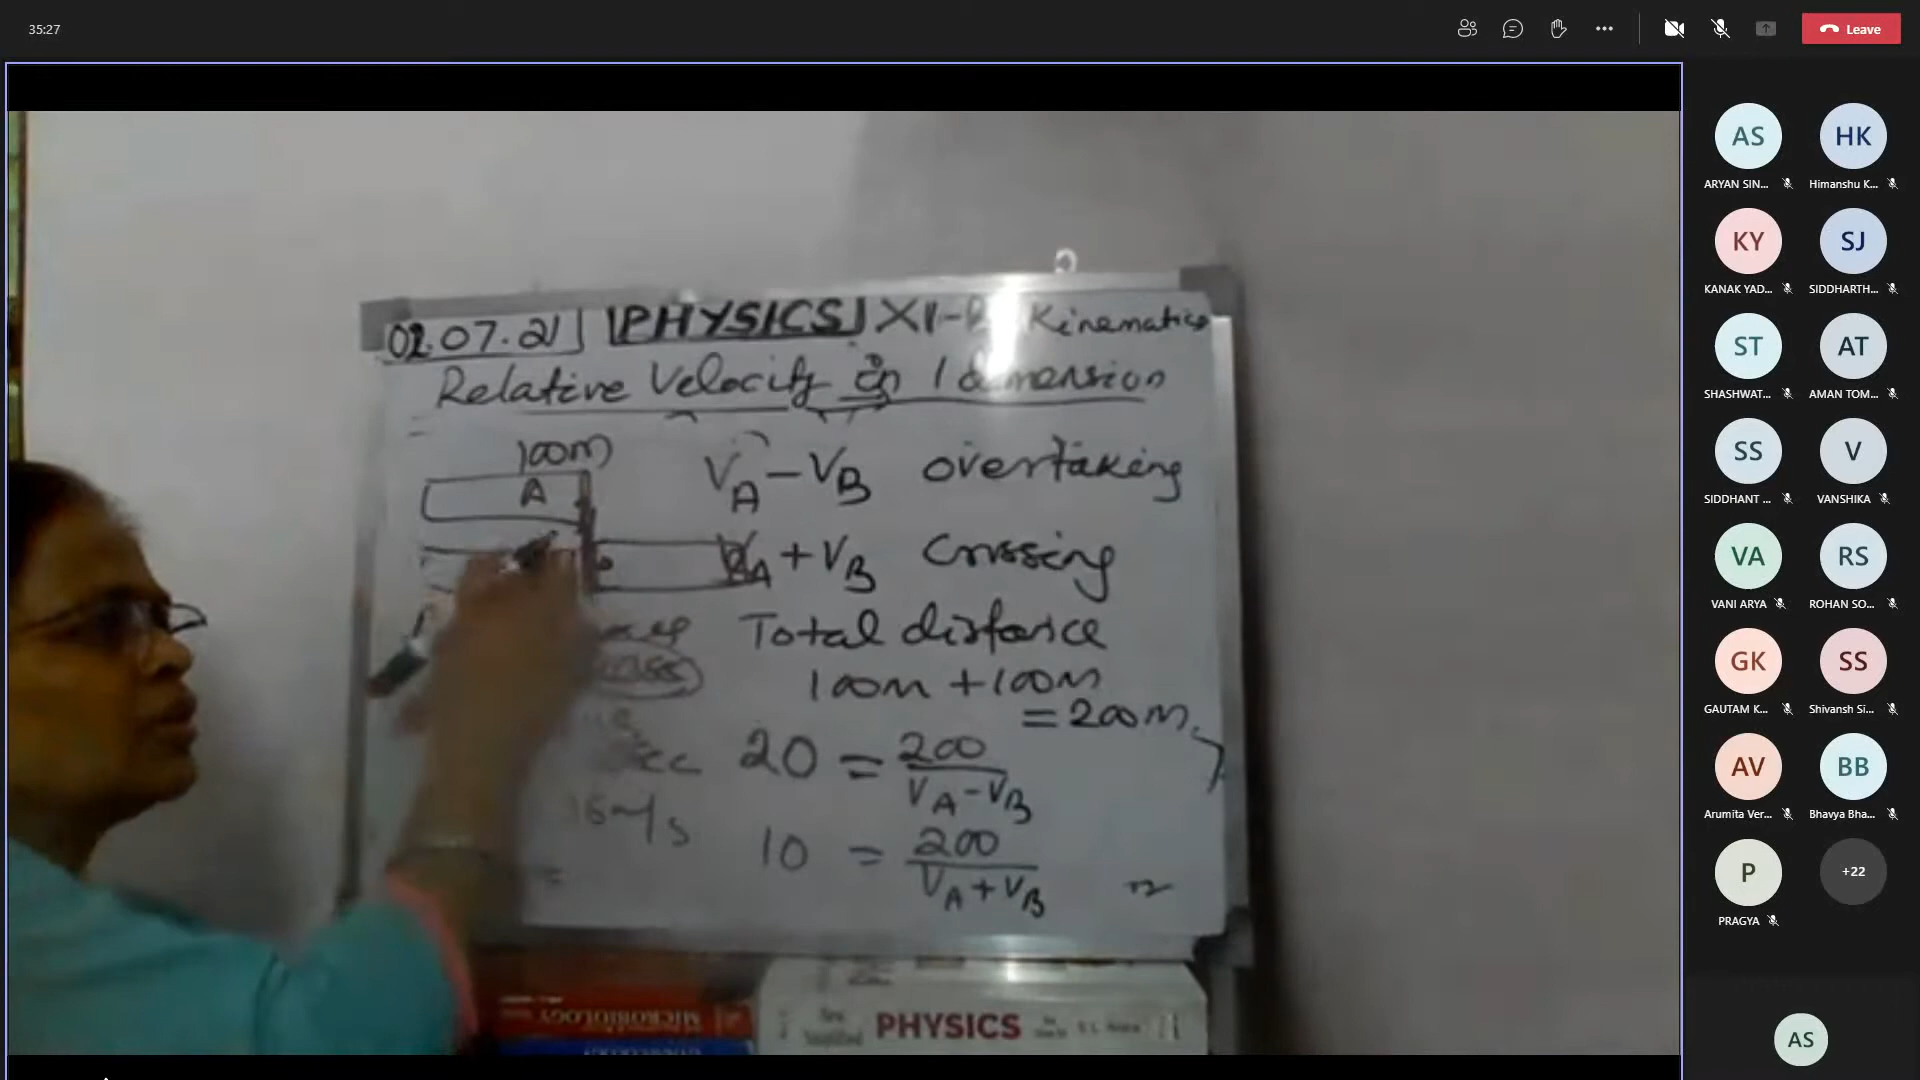 35:27
Leave
02.07.21 PHYSICS XI- Kinematics
Relative Velocity in 1 dimension
100m
A
VA - VB overtaking
VA + VB Crossing
Total distance
100m + 100m
= 200m
20 = 200 / VA - VB
10 = 200 / VA + VB
MICROBIOLOGY
PHYSICS
AS
ARYAN SIN...
HK
Himanshu K...
KY
KANAK YAD...
SJ
SIDDHARTH...
ST
SHASHWAT...
AT
AMAN TOM...
SS
SIDDHANT ...
V
VANSHIKA
VA
VANI ARYA
RS
ROHAN SO...
GK
GAUTAM K...
SS
Shivansh Si...
AV
Arumita Ver...
BB
Bhavya Bha...
P
PRAGYA
+22
AS